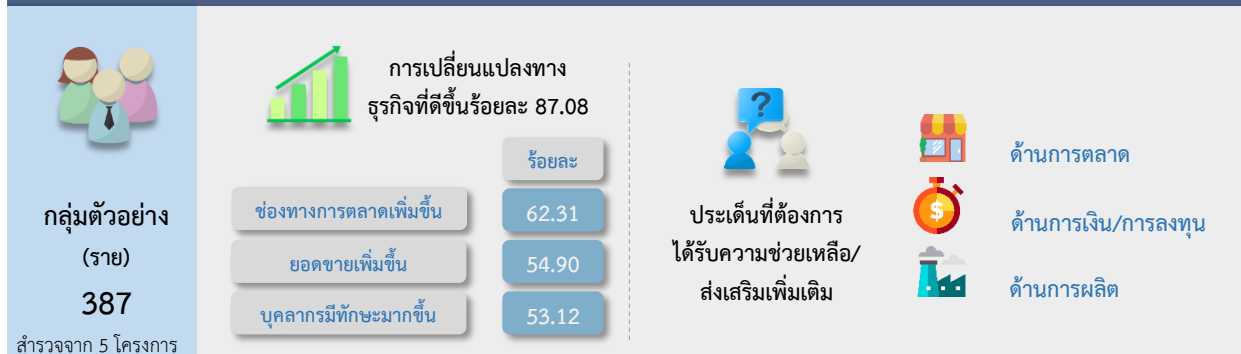 กลุ่มตัวอย่าง
(ราย)
387
สำรวจจาก 5 โครงการ
การเปลี่ยนแปลงทาง
ธุรกิจที่ดีขึ้นร้อยละ 87.08
ร้อยละ
ช่องทางการตลาดเพิ่มขึ้น 62.31
ยอดขายเพิ่มขึ้น 54.90
บุคลากรมีทักษะมากขึ้น 53.12
?
ประเด็นที่ต้องการ
ได้รับความช่วยเหลือ/
ส่งเสริมเพิ่มเติม
ด้านการตลาด
$
ด้านการเงิน/การลงทุน
ด้านการผลิต